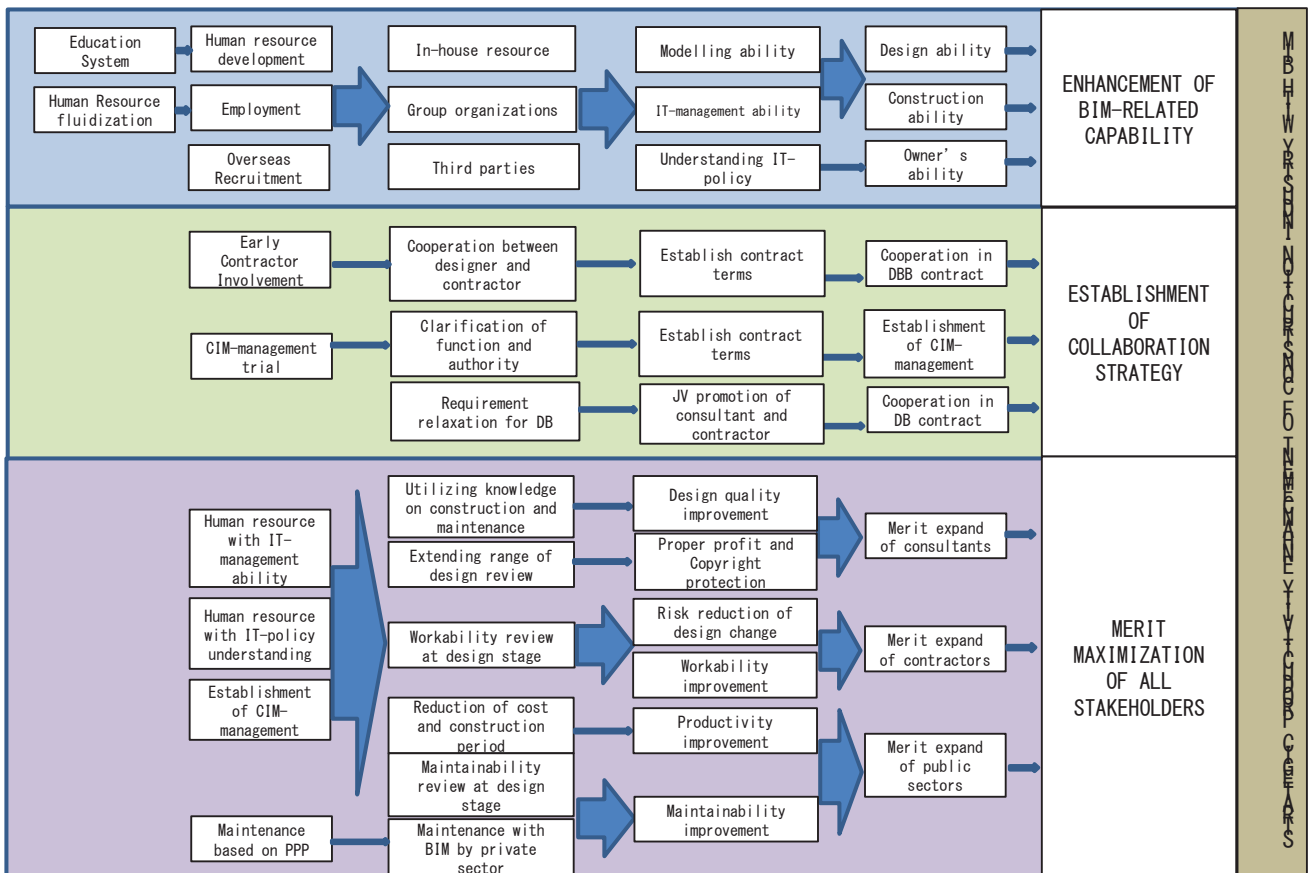 Education
System
Human resource
development
In-house resource
Modelling ability
Design ability
Human Resource
fluidization
Employment
Group organizations
IT-management ability
Construction
ability
Overseas
Recruitment
Third parties
Understanding IT-
policy
Owner's
ability
ENHANCEMENT OF
BIM-RELATED
CAPABILITY
Early
Contractor
Involvement
Cooperation between
designer and
contractor
Establish contract
terms
Cooperation in
DBB contract
CIM-management
trial
Clarification of
function and
authority
Establish contract
terms
Establishment
of CIM-
management
Requirement
relaxation for DB
JV promotion of
consultant and
contractor
Cooperation in
DB contract
ESTABLISHMENT
OF
COLLABORATION
STRATEGY
Human resource
with IT-
management
ability
Human resource
with IT-policy
understanding
Establishment
of CIM-
management
Maintenance
based on PPP
Utilizing knowledge
on construction and
maintenance
Extending range of
design review
Workability review
at design stage
Reduction of cost
and construction
period
Maintainability
review at design
stage
Maintenance with
BIM by private
sector
Design quality
improvement
Proper profit and
Copyright
protection
Risk reduction of
design change
Workability
improvement
Productivity
improvement
Maintainability
improvement
Merit expand
of consultants
Merit expand
of contractors
Merit expand
of public
sectors
MERIT
MAXIMIZATION
OF ALL
STAKEHOLDERS
STRATEGIC PRODUCTIVITY ENHANCEMENT OF CONSTRUCTION INDUSTRY WITH BIM